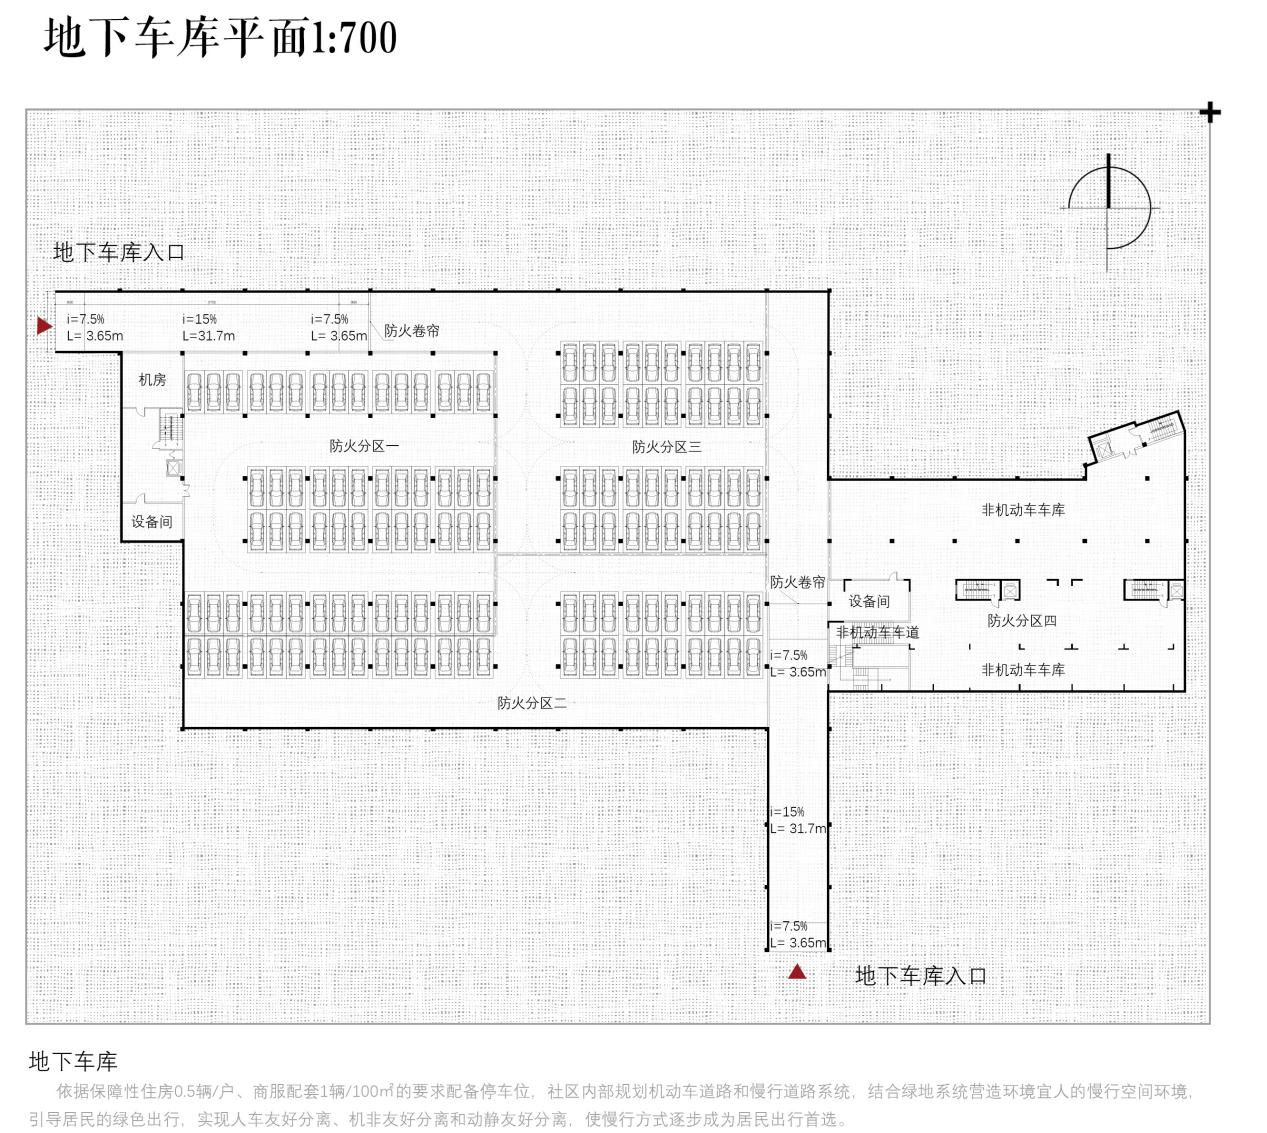 地下车库平面1:700
地下车库入口
i=7.5%
L= 3.65m
i=15%
L=31.7m
i=7.5%
L= 3.65m
防火卷帘
机房
防火分区一
防火分区三
设备间
非机动车车库
防火卷帘
设备间
防火分区四
非机动车车道
i=7.5%
L= 3.65m
非机动车车库
防火分区二
i=15%
L= 31.7m
i=7.5%
L= 3.65m
地下车库入口
地下车库
依据保障性住房0.5辆/户、商服配套1辆/100㎡的要求配备停车位，社区内部规划机动车道路和慢行道路系统，结合绿地系统营造环境宜人的慢行空间环境，
引导居民的绿色出行，实现人车友好分离、机非友好分离和动静友好分离，使慢行方式逐步成为居民出行首选。